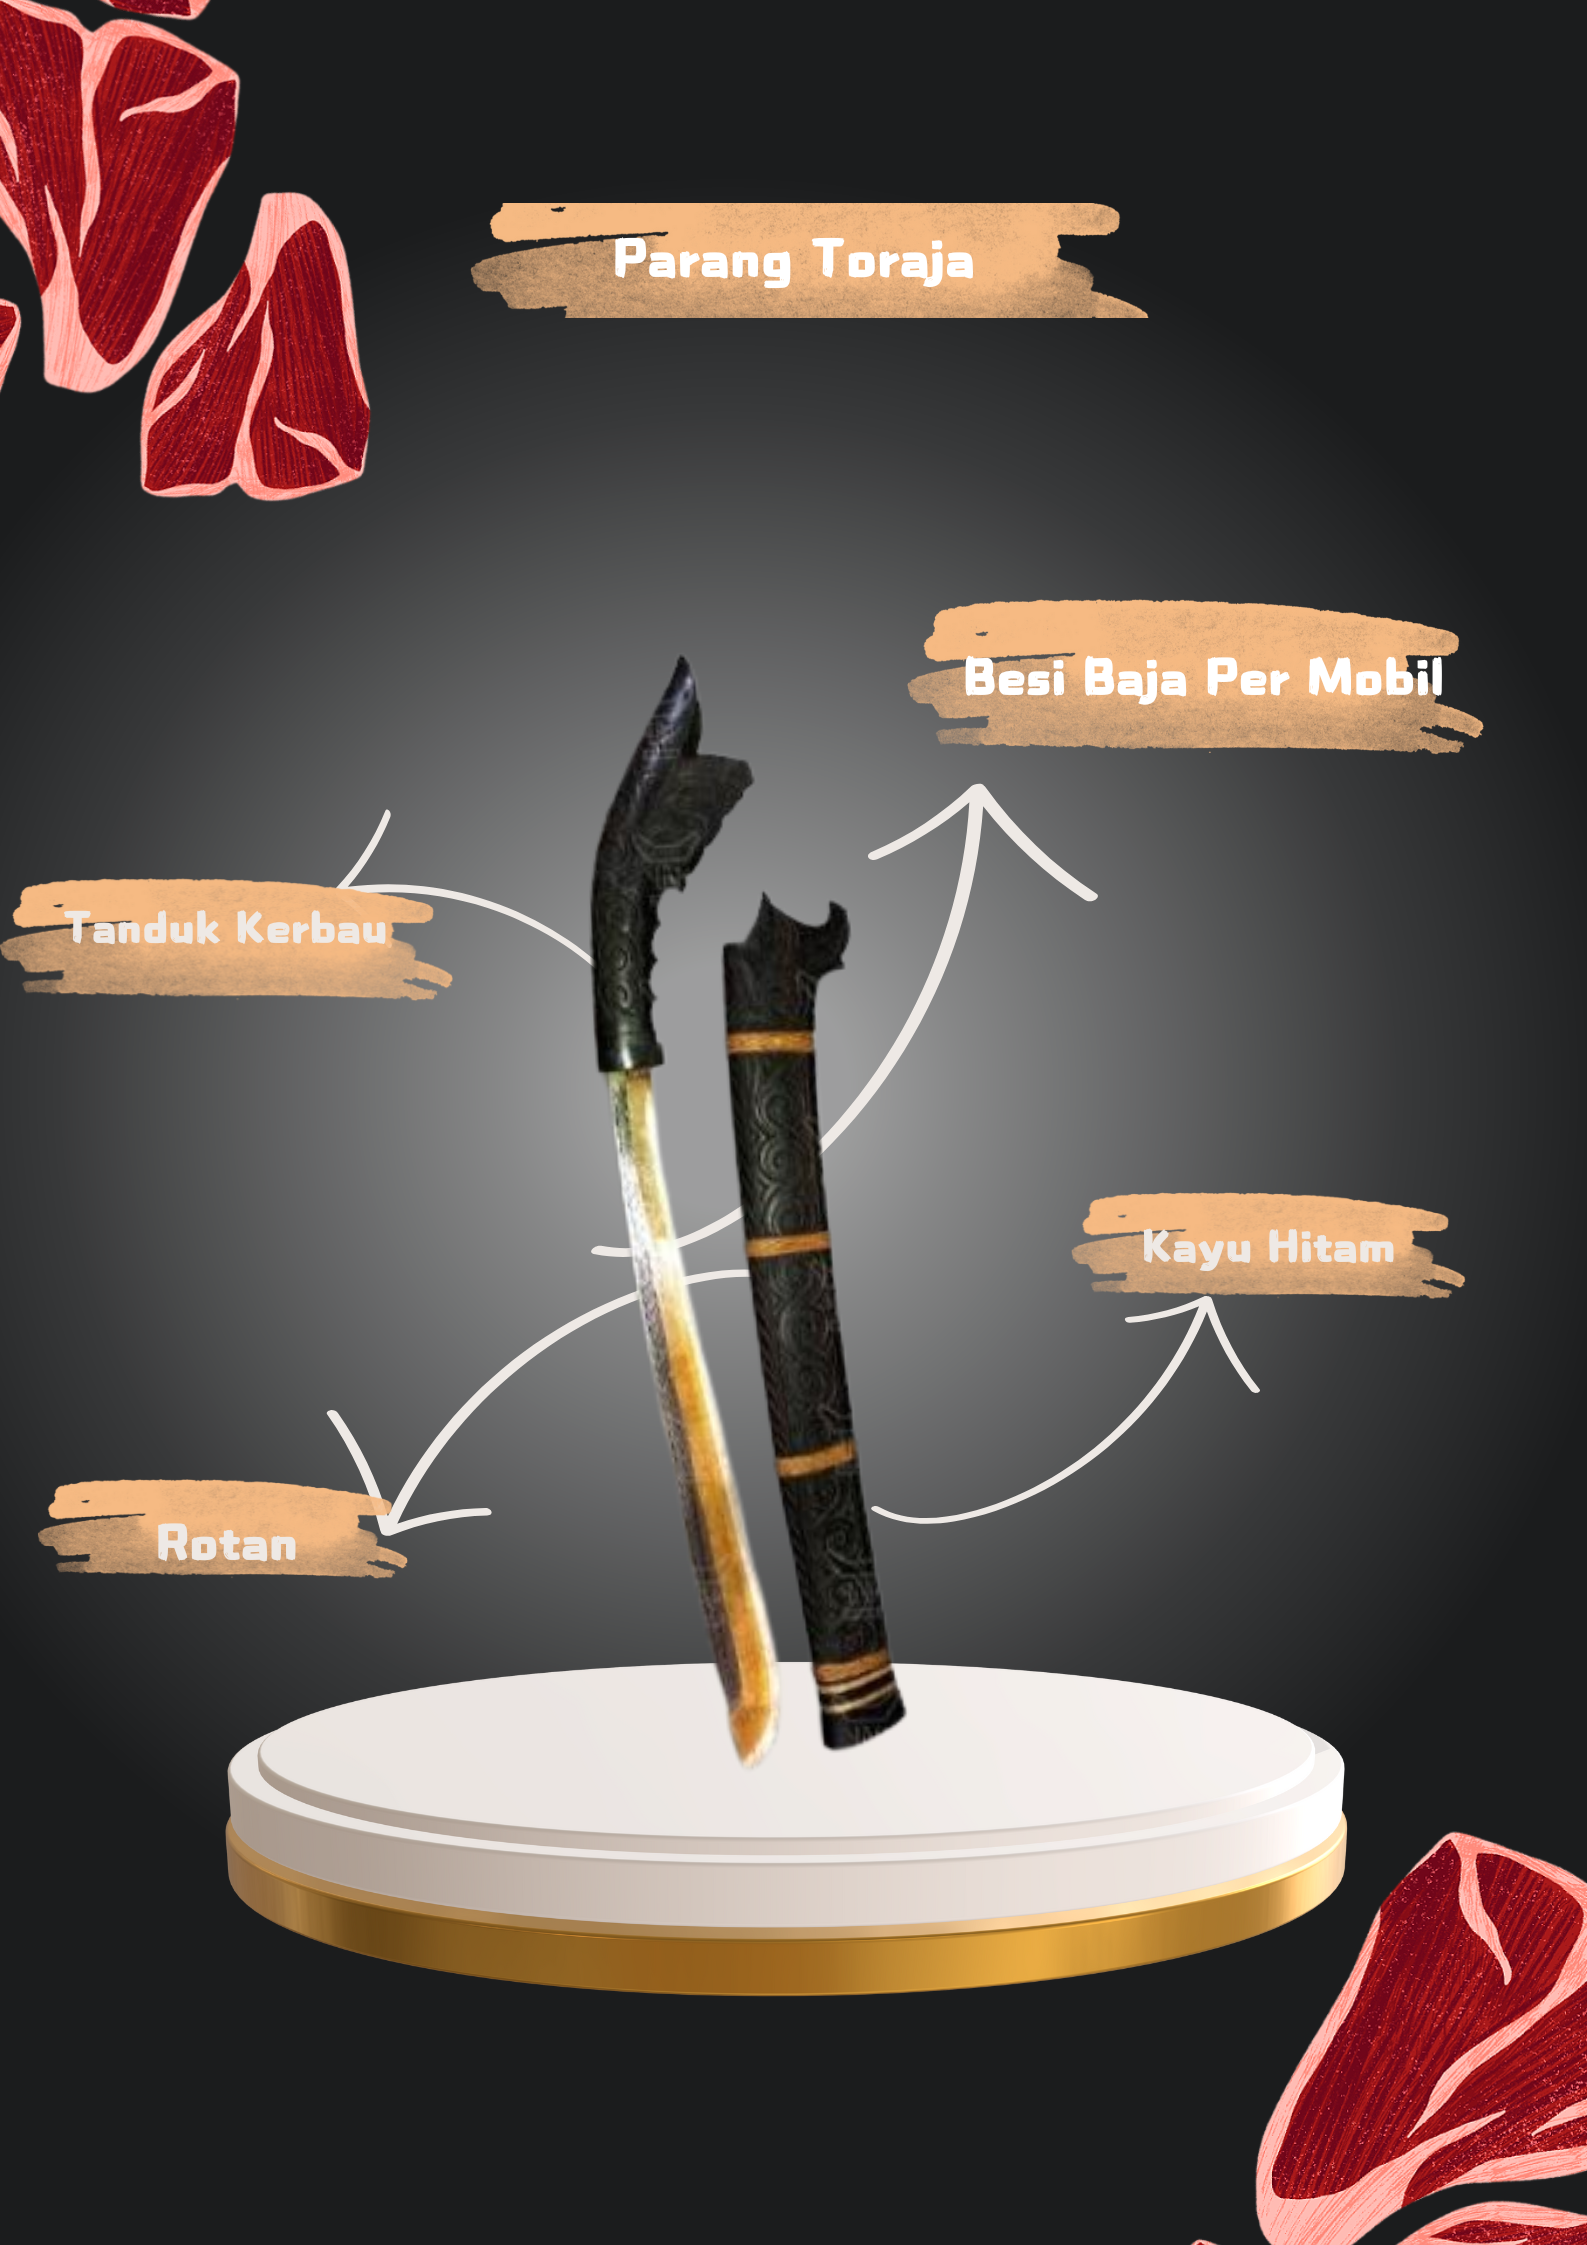 Parang Toraja
Besi Baja Per Mobil
Tanduk Kerbau
Kayu Hitam
Rotan